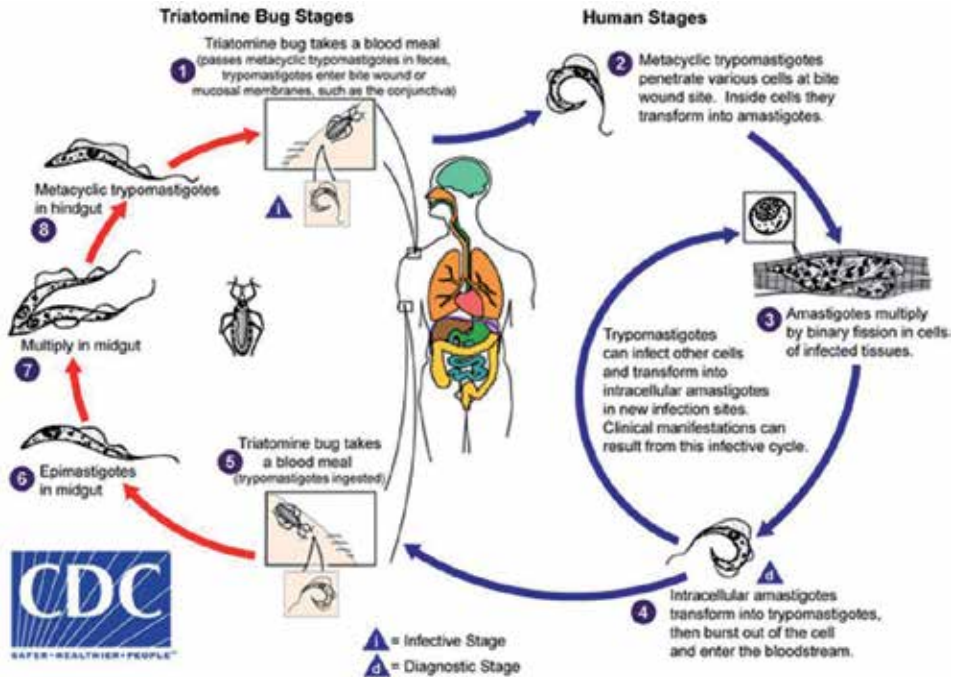 Triatomine Bug Stages
Human Stages
Triatomine bug takes a blood meal
(passes metacyclic trypomastigotes in feces,
trypomastigotes enter bite wound or
mucosal membranes, such as the conjunctiva)
1
2
Metacyclic trypomastigotes
penetrate various cells at bite
wound site. Inside cells they
transform into amastigotes.
i
Metacyclic trypomastigotes
in hindgut
8
3
Amastigotes multiply
by binary fission in cells
of infected tissues.
Trypomastigotes
can infect other cells
and transform into
intracellular amastigotes
in new infection sites.
Clinical manifestations can
result from this infective cycle.
Multiply in midgut
7
6
Epimastigotes
in midgut
5
Triatomine bug takes
a blood meal
(trypomastigotes ingested)
d
4
Intracellular amastigotes
transform into trypomastigotes,
then burst out of the cell
and enter the bloodstream.
CDC
SAFER·HEALTHIER·PEOPLE™
i = Infective Stage
d = Diagnostic Stage